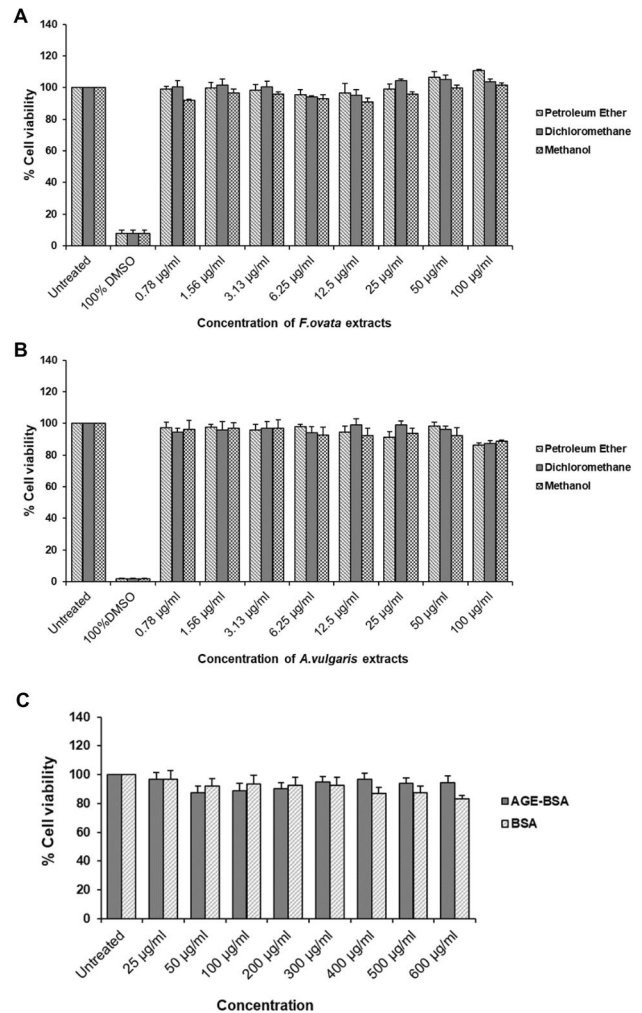 A
140
120
100
80
60
40
20
0
% Cell viability
Untreated
100% DMSO
0.78 µg/ml
1.56 µg/ml
3.13 µg/ml
6.25 µg/ml
12.5 µg/ml
25 µg/ml
50 µg/ml
100 µg/ml
Concentration of F.ovata extracts
Petroleum Ether
Dichloromethane
Methanol
B
140
120
100
80
60
40
20
0
% Cell viability
Untreated
100%DMSO
0.78 µg/ml
1.56 µg/ml
3.13 µg/ml
6.25 µg/ml
12.5 µg/ml
25 µg/ml
50 µg/ml
100 µg/ml
Concentration of A.vulgaris extracts
Petroleum Ether
Dichloromethane
Methanol
C
140
120
100
80
60
40
20
0
% Cell viability
Untreated
25 µg/ml
50 µg/ml
100 µg/ml
200 µg/ml
300 µg/ml
400 µg/ml
500 µg/ml
600 µg/ml
Concentration
AGE-BSA
BSA